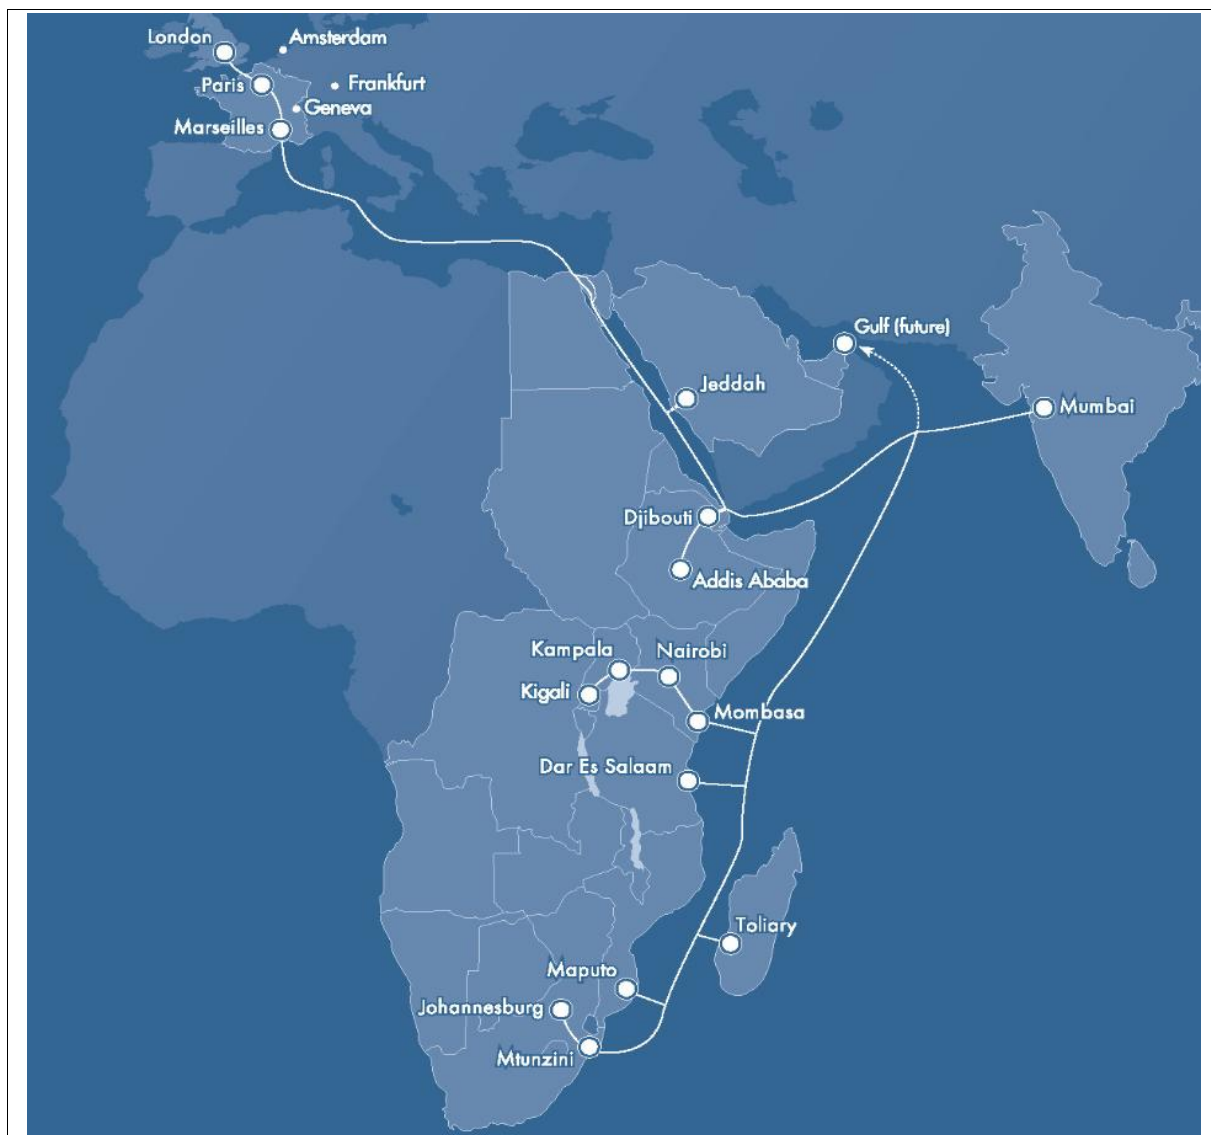 London
Amsterdam
Paris
Frankfurt
Geneva
Marseilles
Gulf (future)
Jeddah
Mumbai
Djibouti
Addis Ababa
Kampala
Nairobi
Kigali
Mombasa
Dar Es Salaam
Toliary
Maputo
Johannesburg
Mtunzini